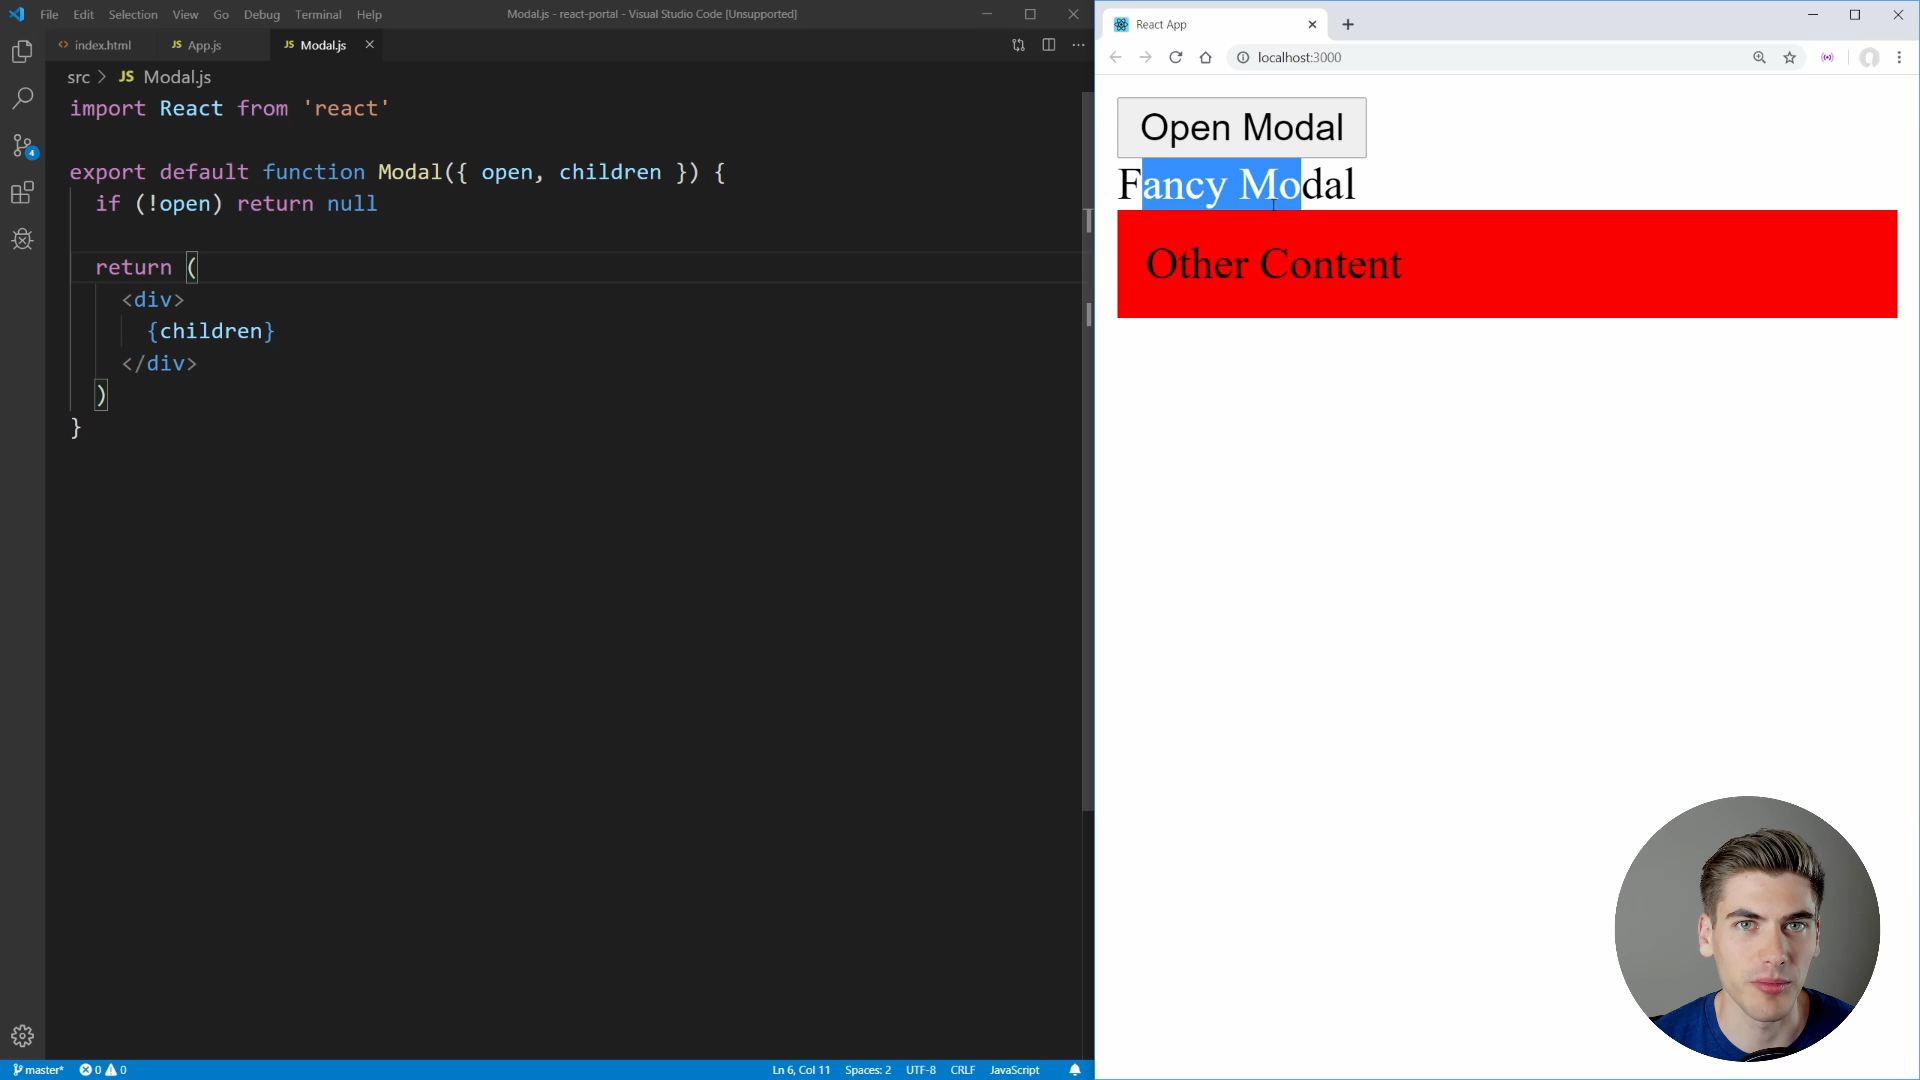 File Edit Selection View Go Debug Terminal Help
Modal.js - react-portal - Visual Studio Code [Unsupported]
index.html
JS App.js
JS Modal.js
src > JS Modal.js
import React from 'react'
export default function Modal({ open, children }) {
if (!open) return null
return (
<div>
{children}
</div>
)
}
4
master*
0 0
Ln 6, Col 11
Spaces: 2
UTF-8
CRLF
JavaScript
React App
localhost:3000
Open Modal
Fancy Modal
Other Content